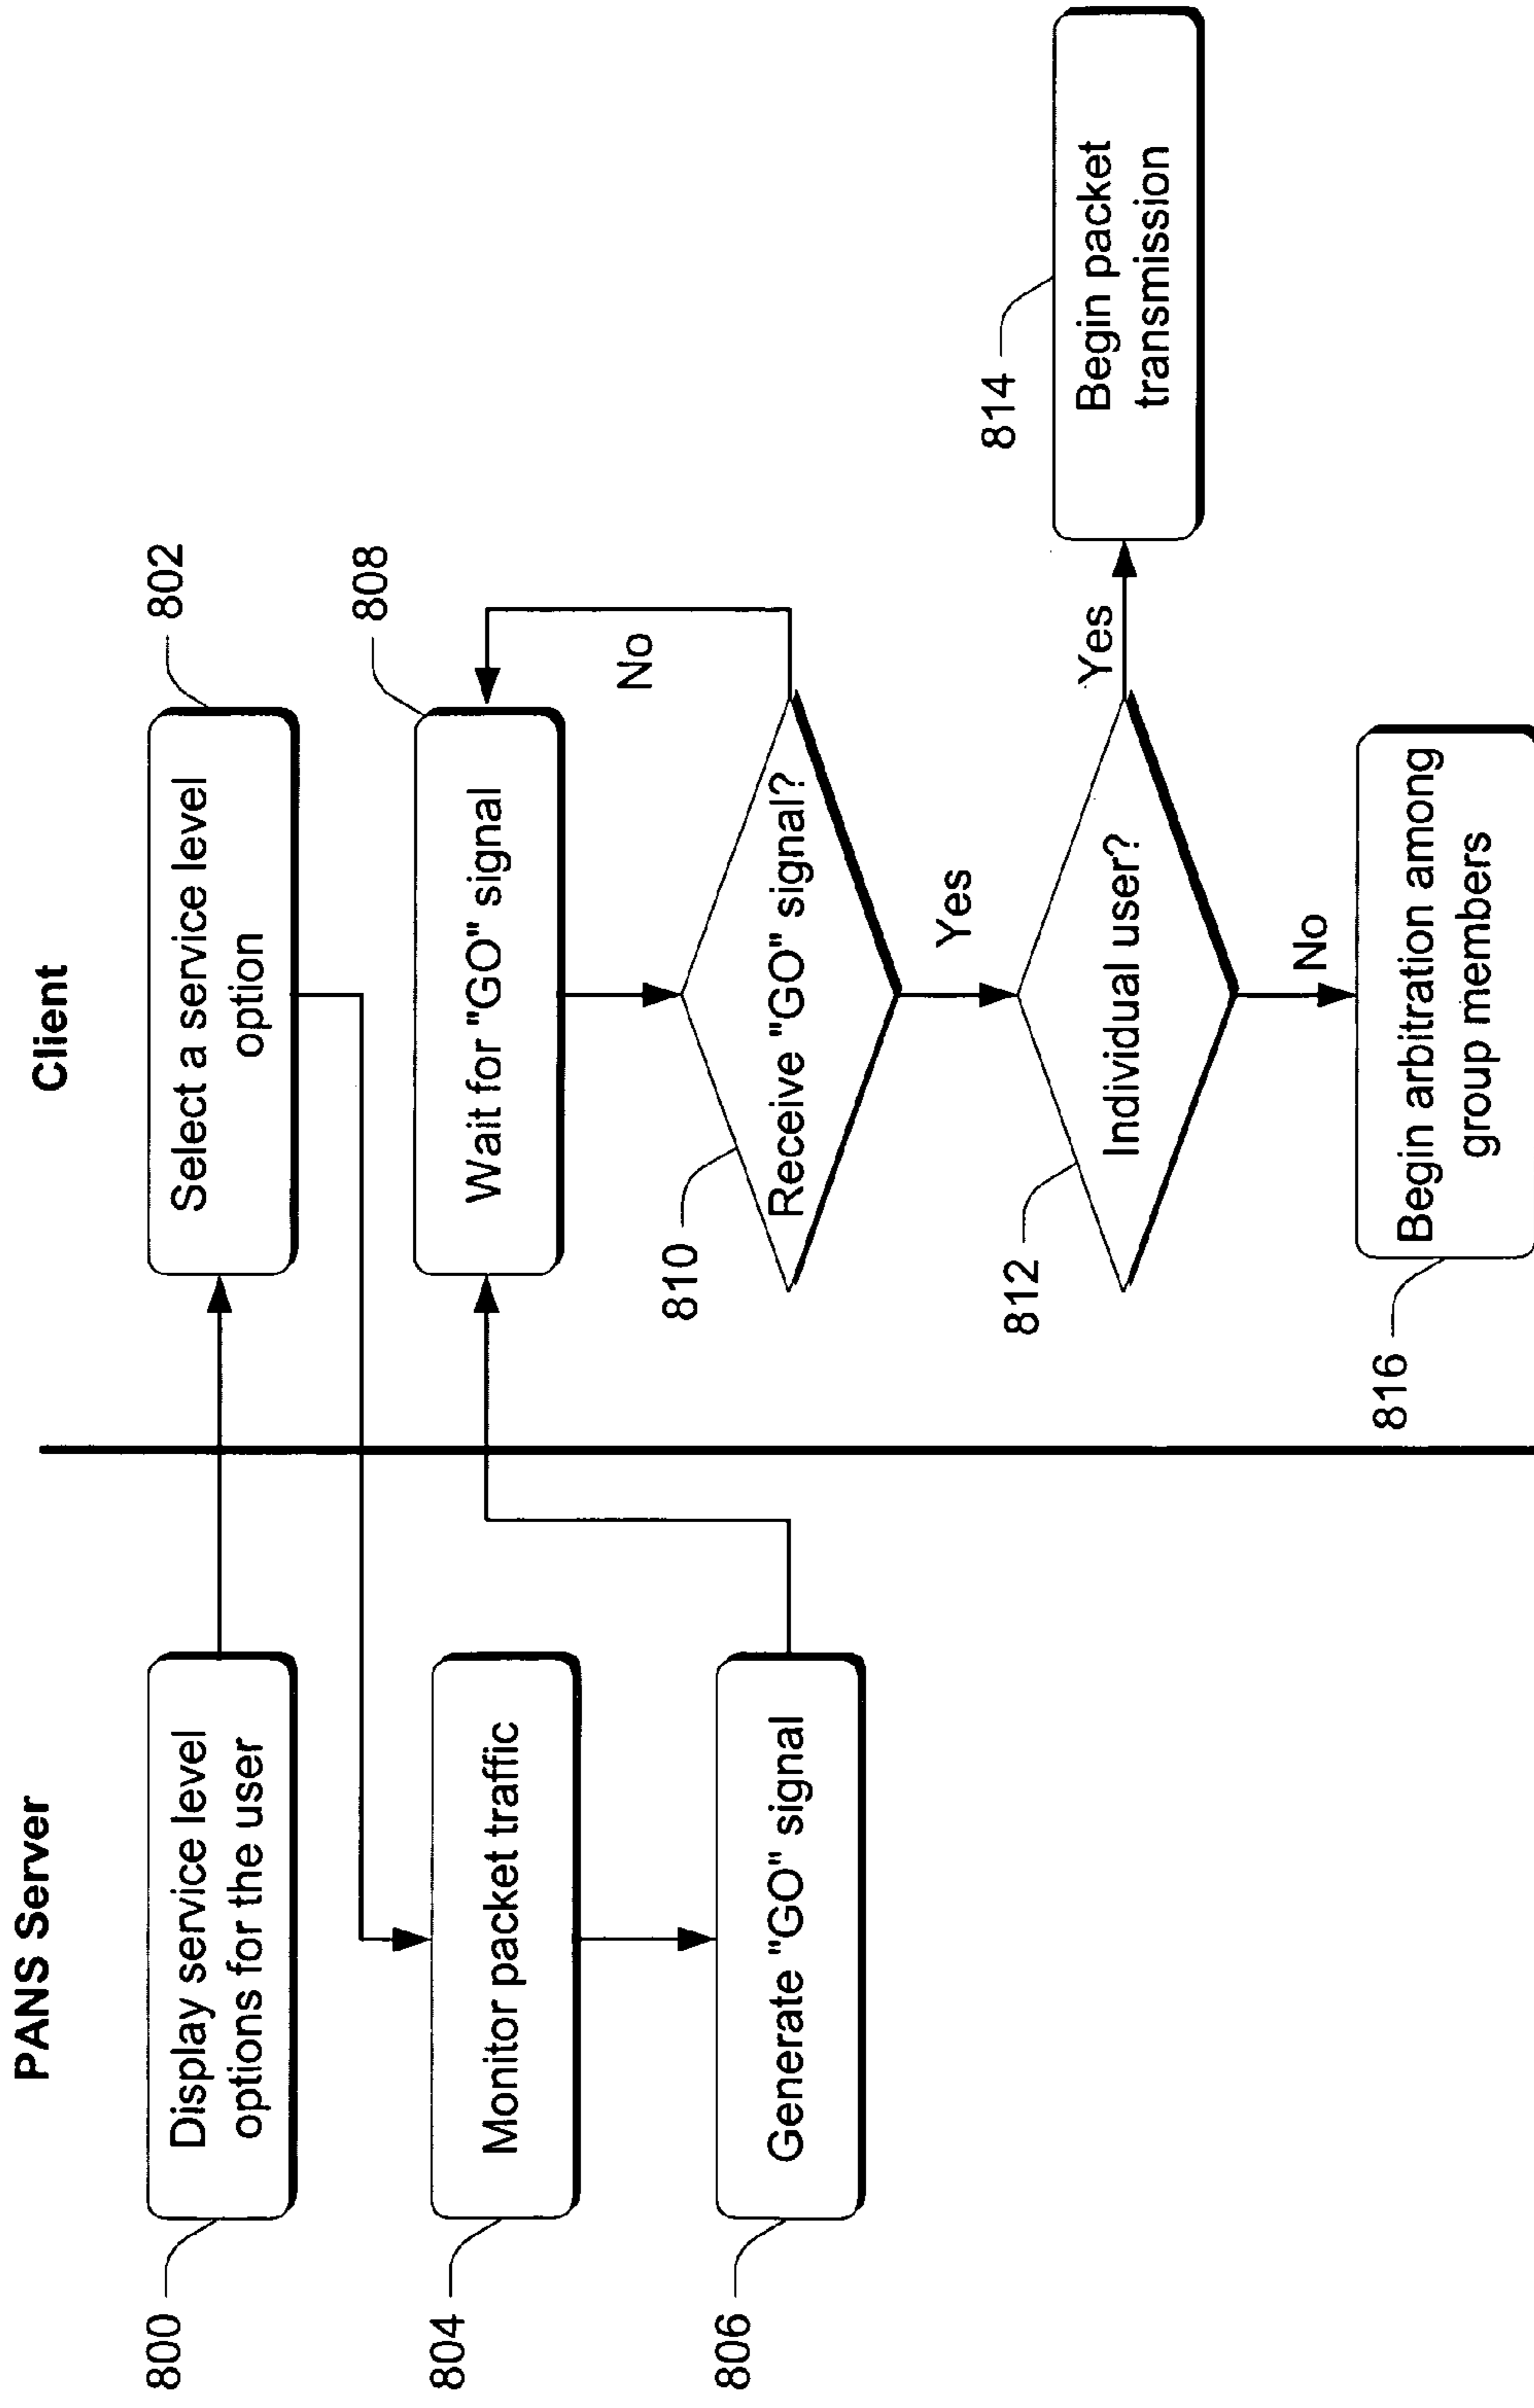 PANS Server
Client
800
Display service level
options for the user
802
Select a service level
option
804
Monitor packet traffic
808
Wait for "GO" signal
806
Generate "GO" signal
810
Receive "GO" signal?
No
Yes
812
Individual user?
Yes
814
Begin packet
transmission
No
816
Begin arbitration among
group members